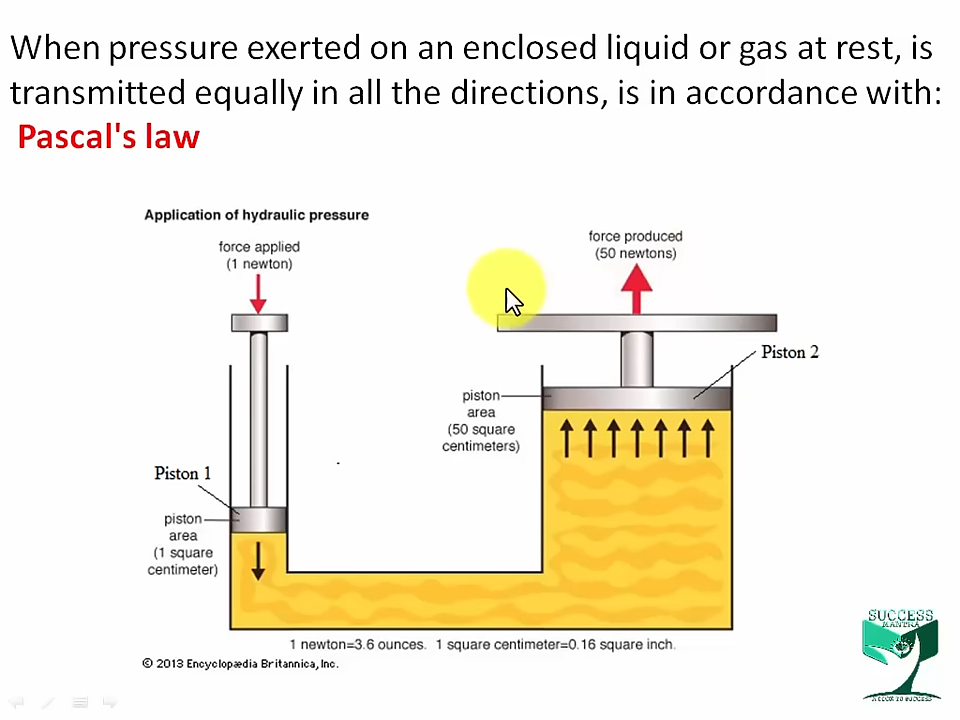 When pressure exerted on an enclosed liquid or gas at rest, is
transmitted equally in all the directions, is in accordance with:
Pascal's law
Application of hydraulic pressure
force applied
(1 newton)
force produced
(50 newtons)
Piston 2
piston
area
(50 square
centimeters)
Piston 1
piston
area
(1 square
centimeter)
1 newton=3.6 ounces. 1 square centimeter=0.16 square inch.
© 2013 Encyclopædia Britannica, Inc.
SUCCESS
MANTRA